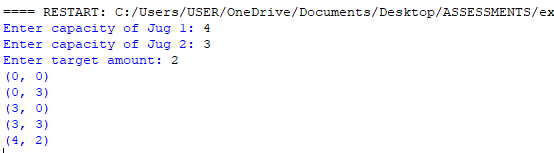 ==== RESTART: C:/Users/USER/OneDrive/Documents/Desktop/ASSESSMENTS/ex
Enter capacity of Jug 1: 4
Enter capacity of Jug 2: 3
Enter target amount: 2
(0, 0)
(0, 3)
(3, 0)
(3, 3)
(4, 2)